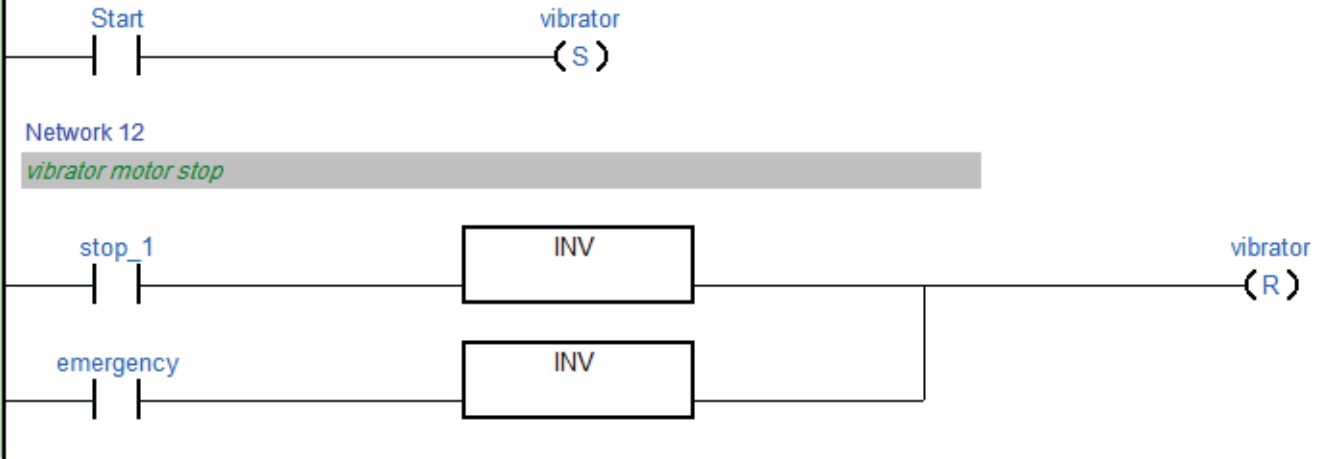 Start vibrator
S
Network 12
vibrator motor stop
stop_1 INV vibrator
R
emergency INV